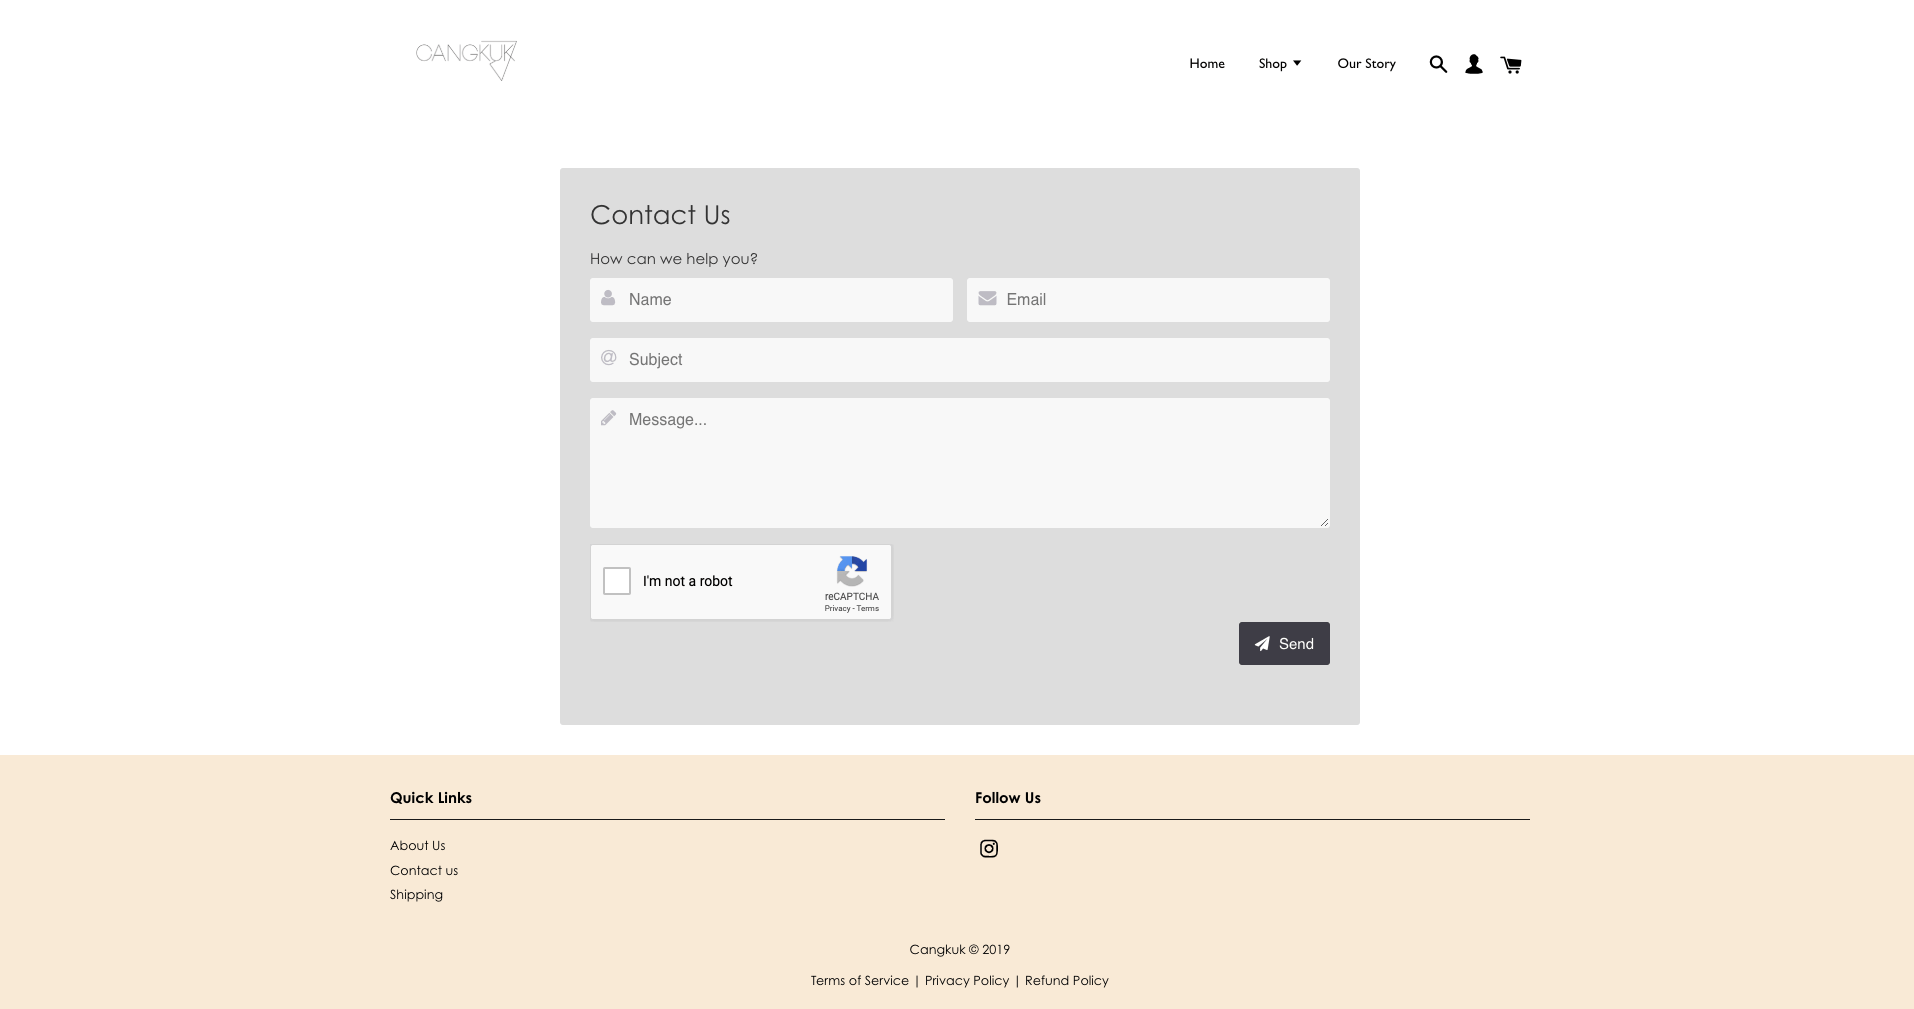 CANGKUK
Home
Shop
Our Story
Contact Us
How can we help you?
Name
Email
Subject
Message...
I'm not a robot
reCAPTCHA
Privacy - Terms
Send
Quick Links
Follow Us
About Us
Contact us
Shipping
Cangkuk © 2019
Terms of Service | Privacy Policy | Refund Policy